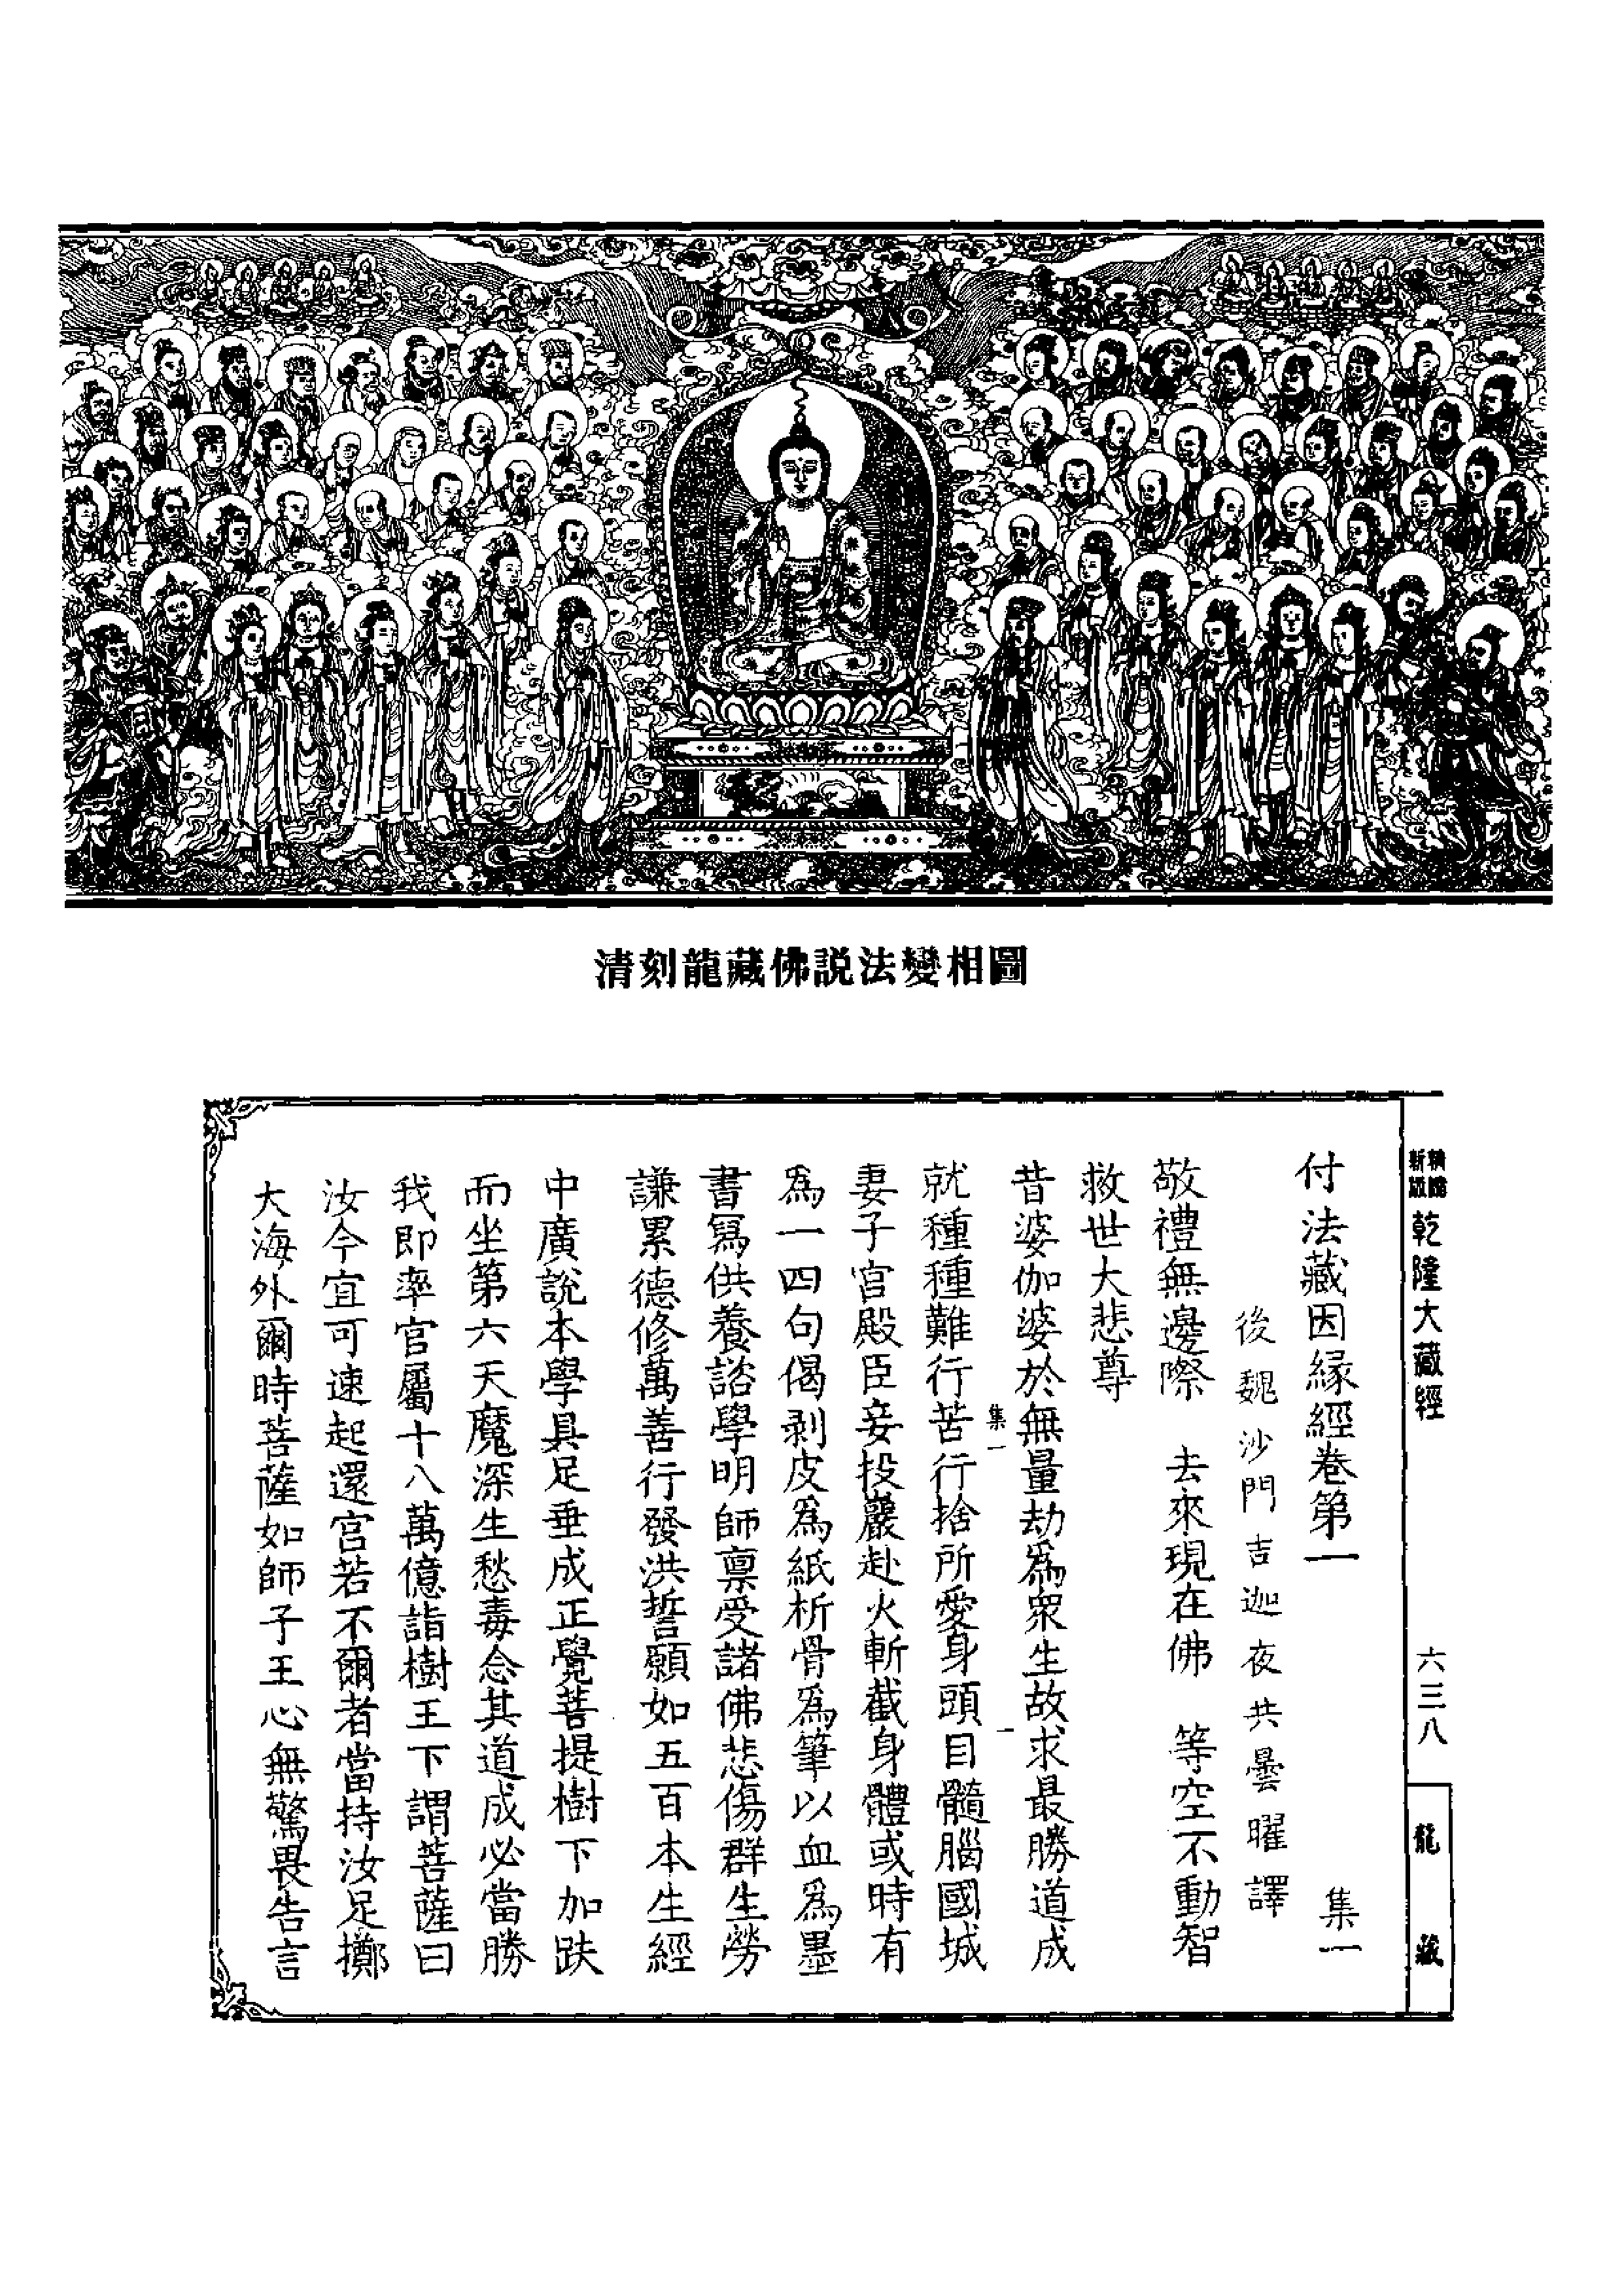 清刻龍藏佛説法變相圖
新版 精縮 乾隆大藏經
六三八
龍藏
付法藏因緣經卷第一 集一
後魏沙門吉迦夜共曇曜譯
敬禮無邊際 去來現在佛 等空不動智
救世大悲尊
昔婆伽婆於無量劫爲衆生故求最勝道成
集一 一
就種種難行苦行捨所愛身頭目髓腦國城
妻子宮殿臣妾投巖赴火斬截身體或時有
爲一四句偈剥皮爲紙析骨爲筆以血爲墨
書寫供養諮學明師禀受諸佛悲傷群生勞
謙累德修萬善行發洪誓願如五百本生經
中廣說本學具足垂成正覺菩提樹下加趺
而坐第六天魔深生愁毒念其道成必當勝
我即率官屬十八萬億詣樹王下謂菩薩曰
汝今宜可速起還宮若不爾者當持汝足擲
大海外爾時菩薩如師子王心無驚畏告言